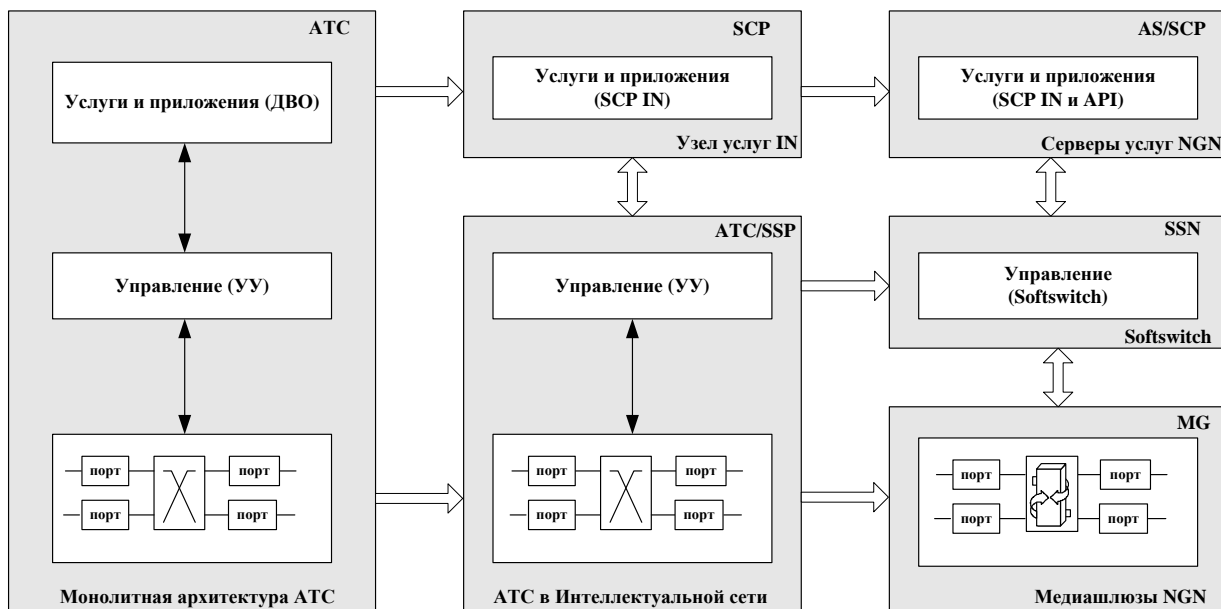 АТС
Услуги и приложения (ДВО)
Управление (УУ)
порт
порт
порт
порт
Монолитная архитектура АТС
SCP
Услуги и приложения
(SCP IN)
Узел услуг IN
АТС/SSP
Управление (УУ)
порт
порт
порт
порт
АТС в Интеллектуальной сети
AS/SCP
Услуги и приложения
(SCP IN и API)
Серверы услуг NGN
SSN
Управление
(Softswitch)
Softswitch
MG
порт
порт
порт
порт
Медиашлюзы NGN